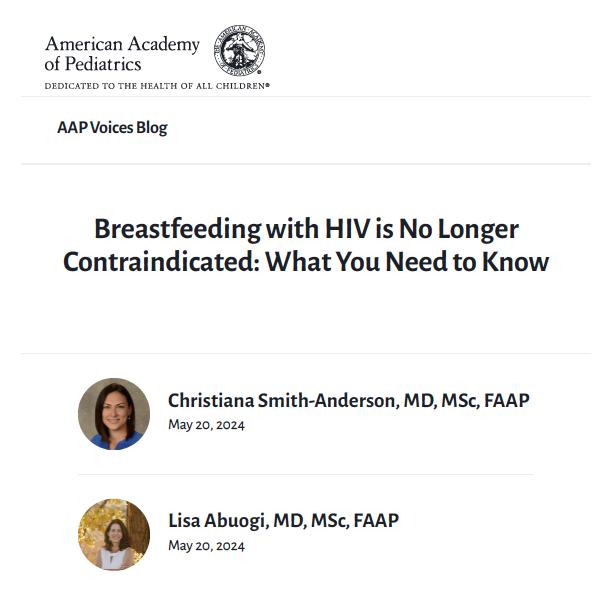 American Academy
of Pediatrics
DEDICATED TO THE HEALTH OF ALL CHILDREN®
AAP Voices Blog
Breastfeeding with HIV is No Longer
Contraindicated: What You Need to Know
Christiana Smith-Anderson, MD, MSc, FAAP
May 20, 2024
Lisa Abuogi, MD, MSc, FAAP
May 20, 2024